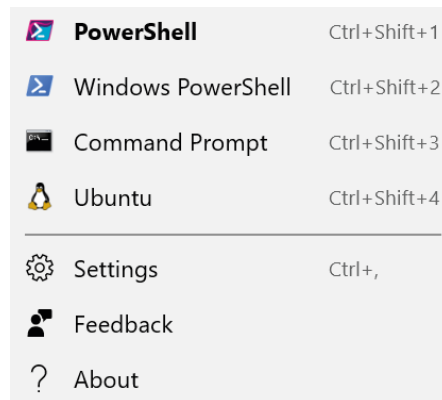 PowerShell Ctrl+Shift+1
Windows PowerShell Ctrl+Shift+2
Command Prompt Ctrl+Shift+3
Ubuntu Ctrl+Shift+4
Settings Ctrl+,
Feedback
? About